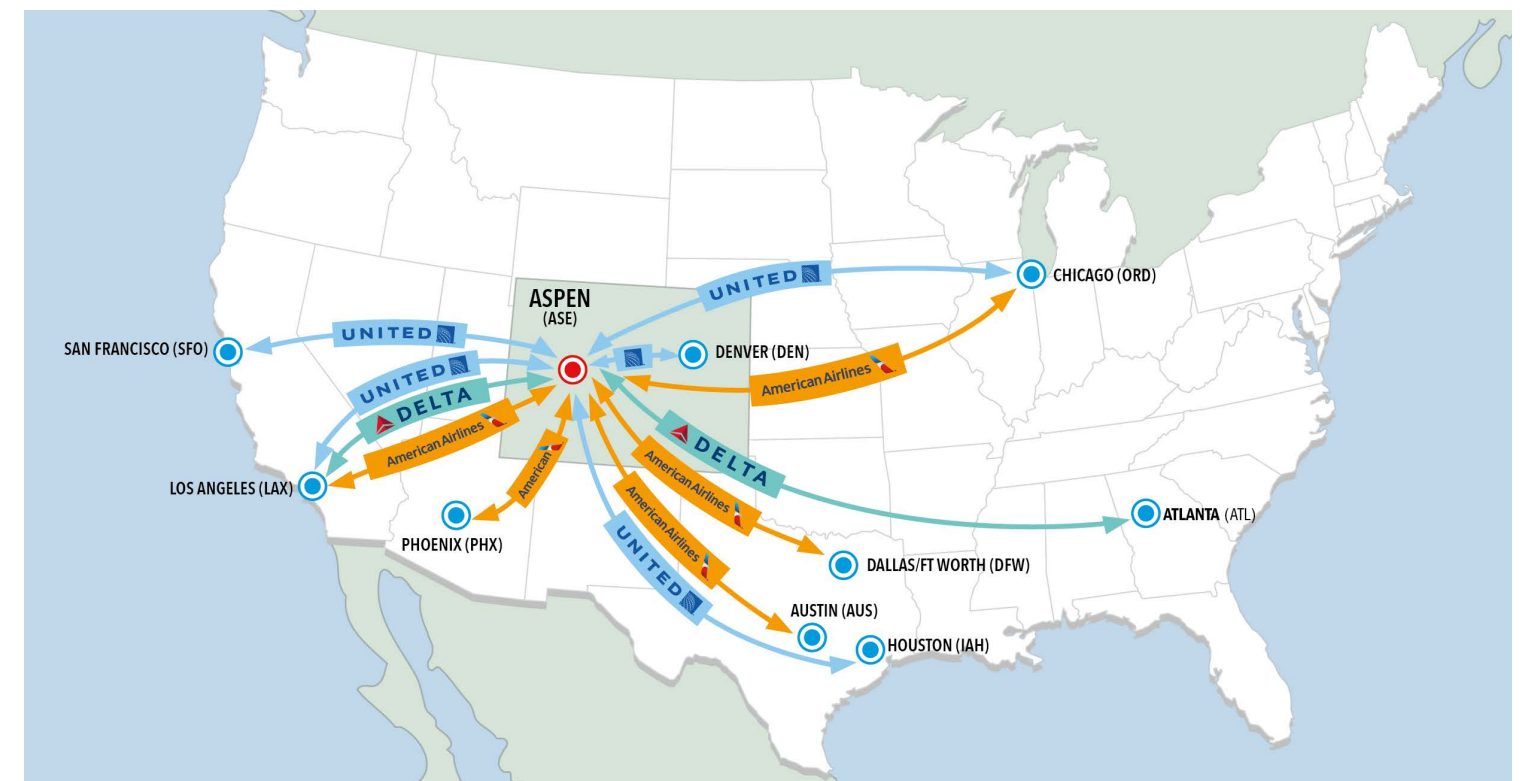 ASPEN
(ASE)
UNITED
CHICAGO (ORD)
SAN FRANCISCO (SFO)
UNITED
DENVER (DEN)
UNITED
American Airlines
DELTA
American Airlines
DELTA
LOS ANGELES (LAX)
American
American Airlines
PHOENIX (PHX)
American Airlines
ATLANTA (ATL)
UNITED
DALLAS/FT WORTH (DFW)
AUSTIN (AUS)
HOUSTON (IAH)